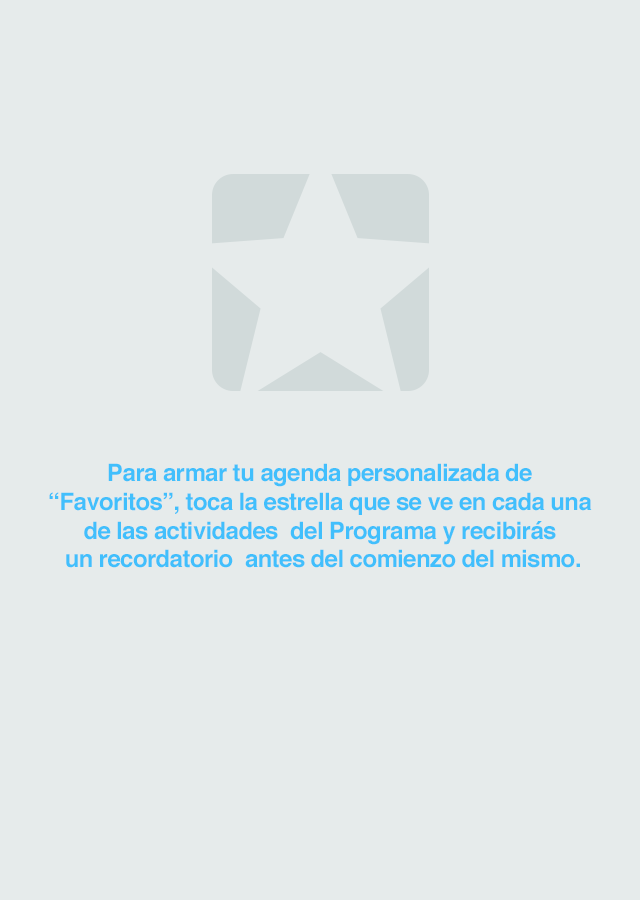 Para armar tu agenda personalizada de
“Favoritos”, toca la estrella que se ve en cada una
de las actividades  del Programa y recibirás
un recordatorio  antes del comienzo del mismo.